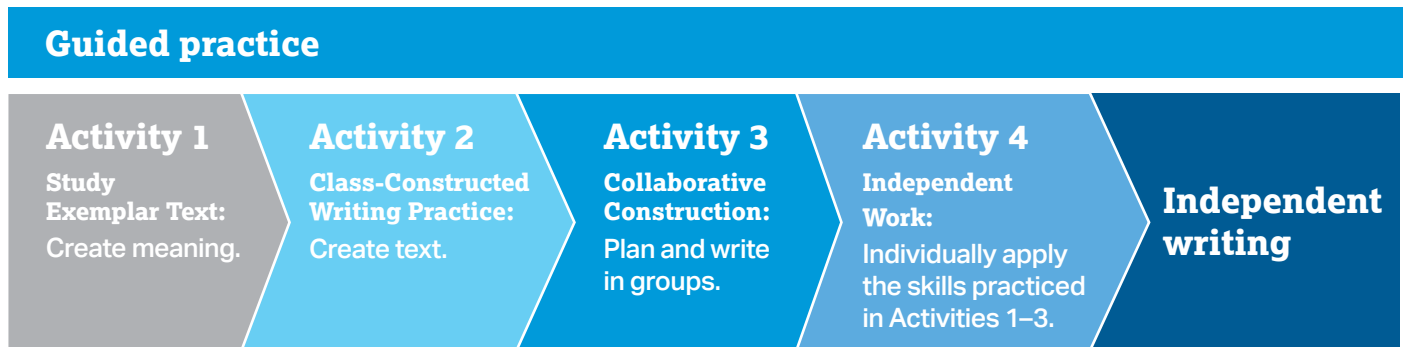 Guided practice
Activity 1
Study
Exemplar Text:
Create meaning.
Activity 2
Class-Constructed
Writing Practice:
Create text.
Activity 3
Collaborative
Construction:
Plan and write
in groups.
Activity 4
Independent
Work:
Individually apply
the skills practiced
in Activities 1–3.
Independent
writing